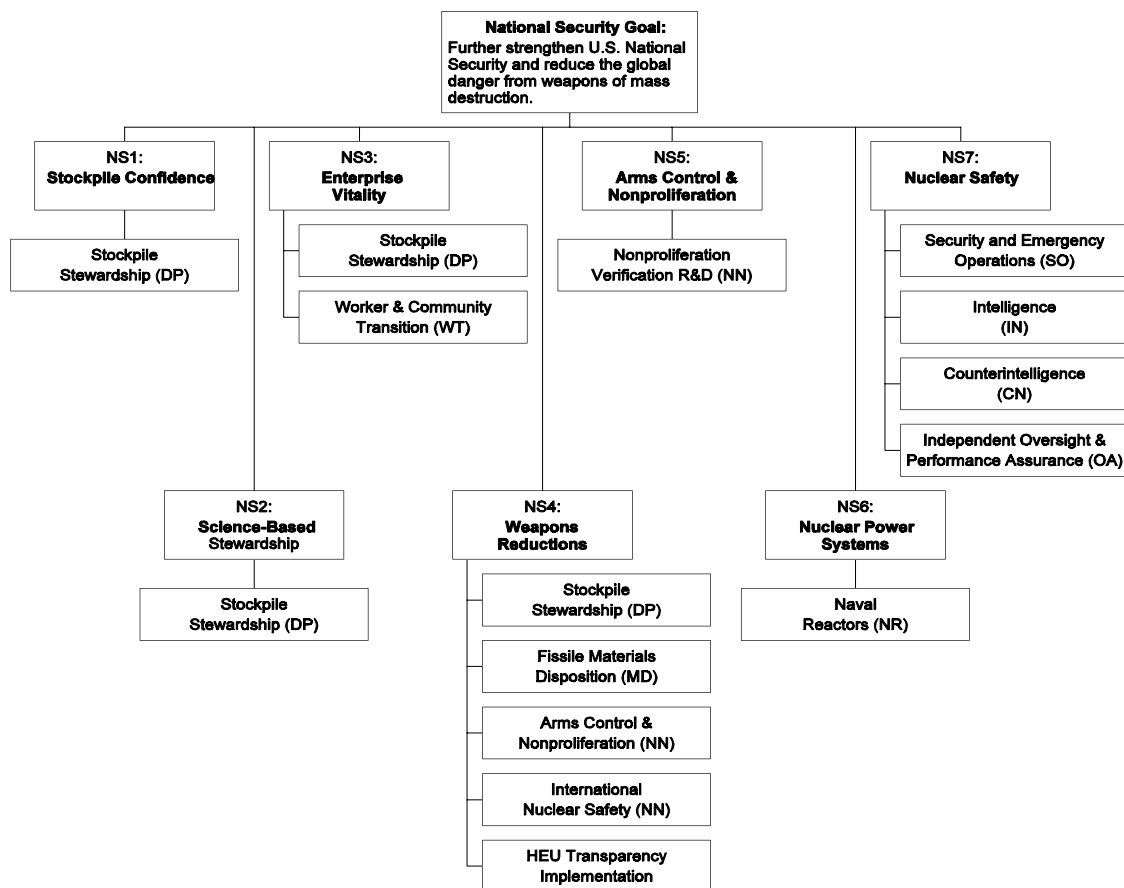 National Security Goal:
Further strengthen U.S. National
Security and reduce the global
danger from weapons of mass
destruction.
NS1:
Stockpile Confidence
Stockpile
Stewardship (DP)
NS3:
Enterprise
Vitality
Stockpile
Stewardship (DP)
Worker & Community
Transition (WT)
NS5:
Arms Control &
Nonproliferation
Nonproliferation
Verification R&D (NN)
NS7:
Nuclear Safety
Security and Emergency
Operations (SO)
Intelligence
(IN)
Counterintelligence
(CN)
Independent Oversight &
Performance Assurance (OA)
NS2:
Science-Based
Stewardship
Stockpile
Stewardship (DP)
NS4:
Weapons
Reductions
Stockpile
Stewardship (DP)
Fissile Materials
Disposition (MD)
Arms Control &
Nonproliferation (NN)
International
Nuclear Safety (NN)
HEU Transparency
Implementation
NS6:
Nuclear Power
Systems
Naval
Reactors (NR)